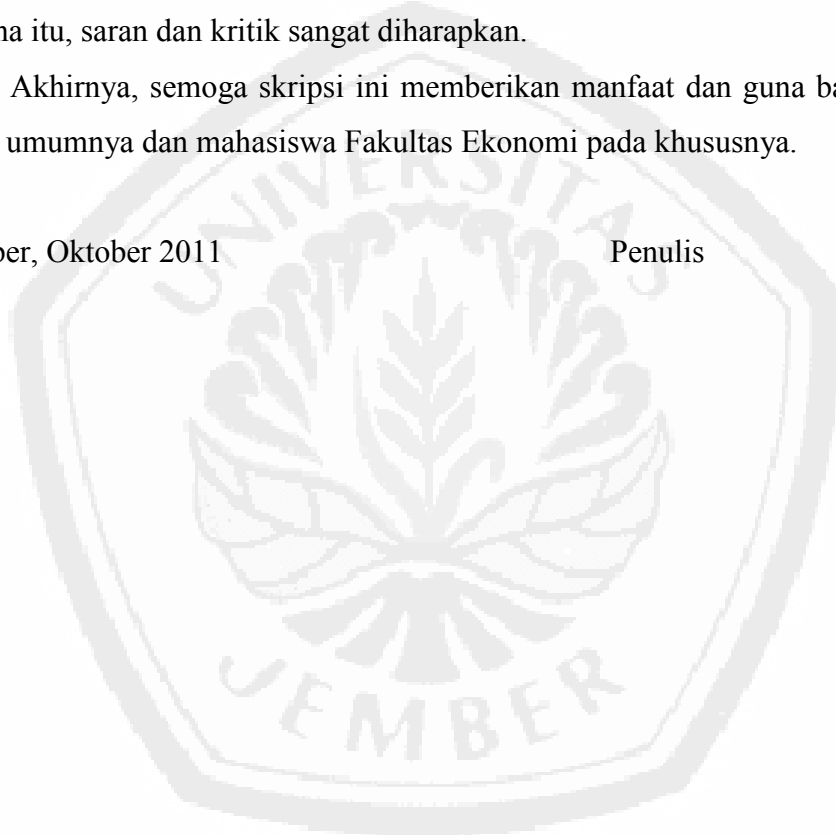 na itu, saran dan kritik sangat diharapkan.
Akhirnya, semoga skripsi ini memberikan manfaat dan guna ba
umumnya dan mahasiswa Fakultas Ekonomi pada khususnya.
ber, Oktober 2011 Penulis
UNIVERSITAS
JEMBER